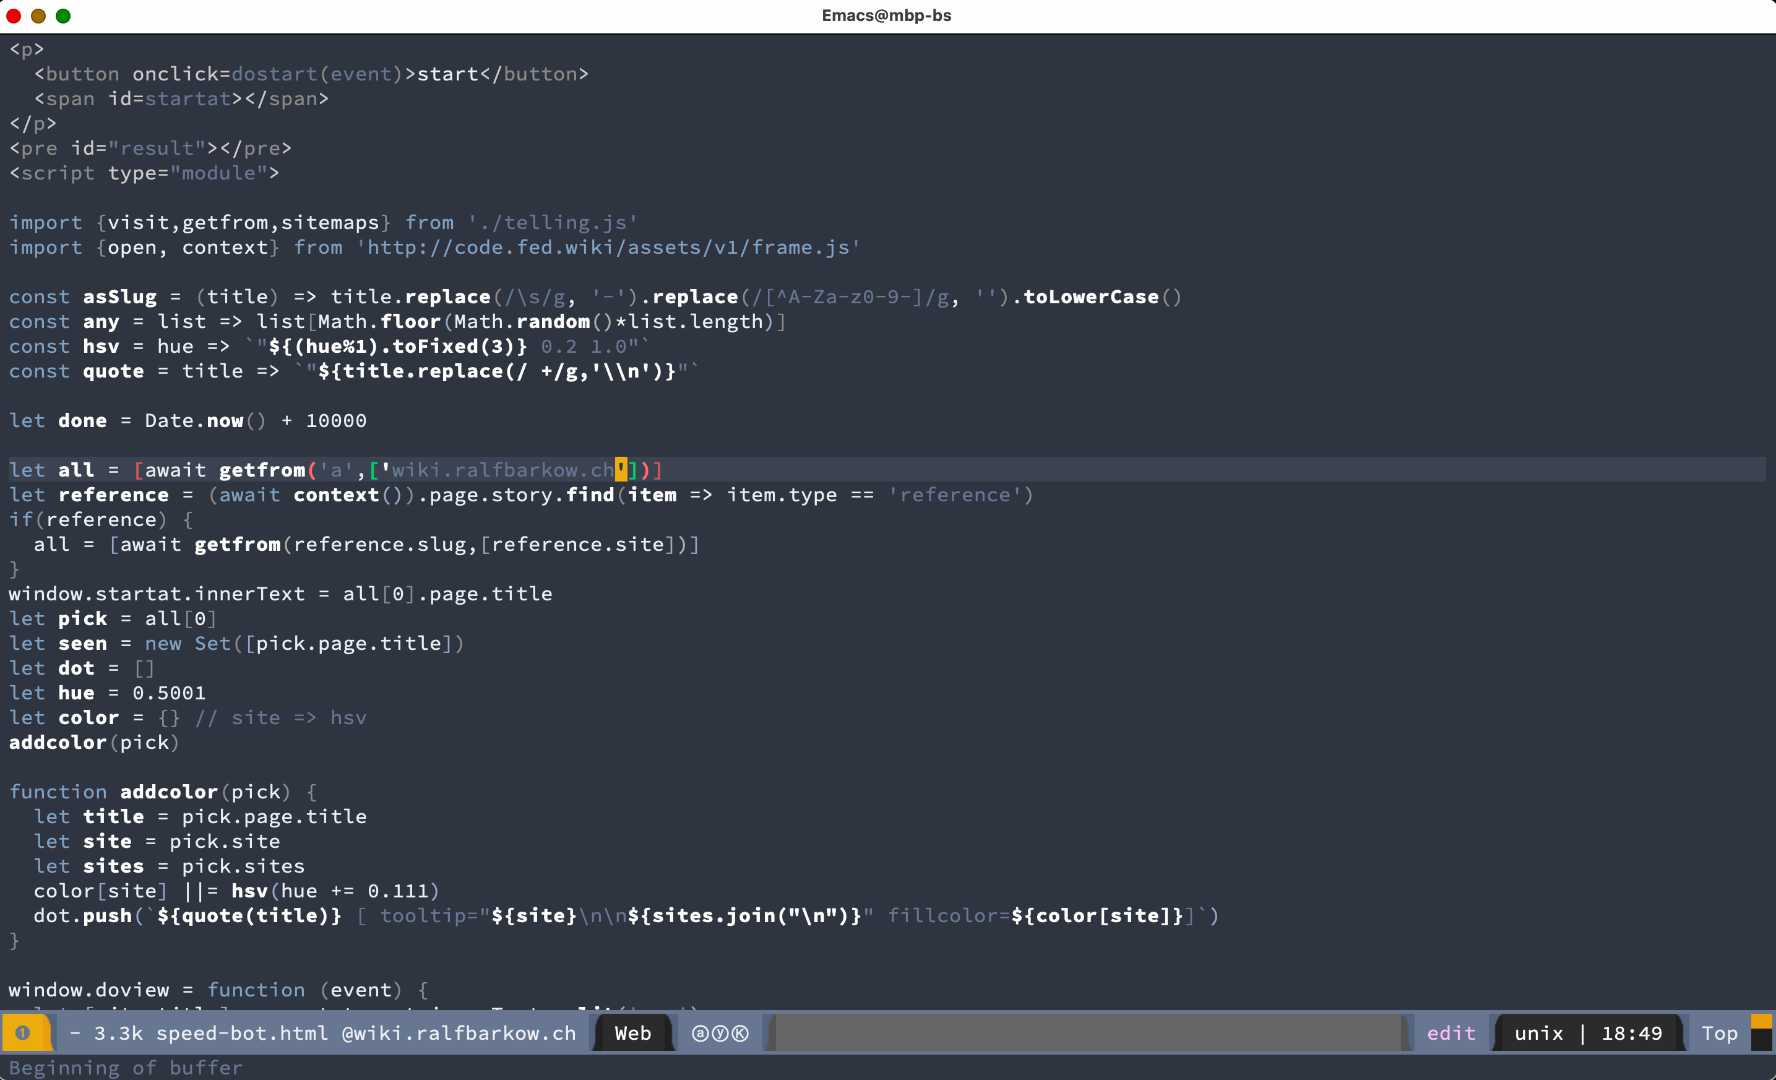 Emacs@mbp-bs
<p>
  <button onclick=dostart(event)>start</button>
  <span id=startat></span>
</p>
<pre id="result"></pre>
<script type="module">

import {visit,getfrom,sitemaps} from './telling.js'
import {open, context} from 'http://code.fed.wiki/assets/v1/frame.js'

const asSlug = (title) => title.replace(/\s/g, '-').replace(/[^A-Za-z0-9-]/g, '').toLowerCase()
const any = list => list[Math.floor(Math.random()*list.length)]
const hsv = hue => `"${(hue%1).toFixed(3)} 0.2 1.0"`
const quote = title => `"${title.replace(/ +/g,'\\n')}"`

let done = Date.now() + 10000

let all = [await getfrom('a',['wiki.ralfbarkow.ch'])]
let reference = (await context()).page.story.find(item => item.type == 'reference')
if(reference) {
  all = [await getfrom(reference.slug,[reference.site])]
}
window.startat.innerText = all[0].page.title
let pick = all[0]
let seen = new Set([pick.page.title])
let dot = []
let hue = 0.5001
let color = {} // site => hsv
addcolor(pick)

function addcolor(pick) {
  let title = pick.page.title
  let site = pick.site
  let sites = pick.sites
  color[site] ||= hsv(hue += 0.111)
  dot.push(`${quote(title)} [ tooltip="${site}\n\n${sites.join("\n")}" fillcolor=${color[site]}]`)
}

window.doview = function (event) {
1 - 3.3k speed-bot.html @wiki.ralfbarkow.ch Web ⓐⓨⓀ edit unix | 18:49 Top
Beginning of buffer